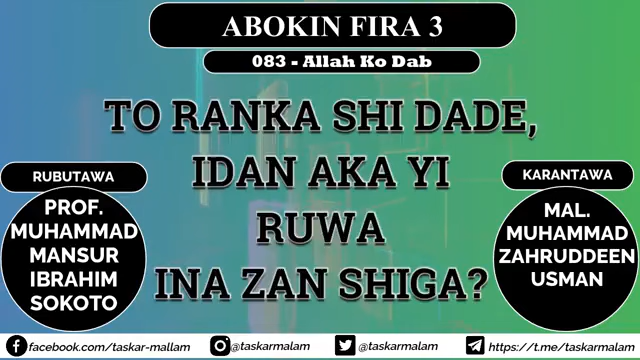 ABOKIN FIRA 3
083 - Allah Ko Dab
TO RANKA SHI DADE,
IDAN AKA YI
RUWA
INA ZAN SHIGA?
RUBUTAWA
PROF.
MUHAMMAD
MANSUR
IBRAHIM
SOKOTO
KARANTAWA
MAL.
MUHAMMAD
ZAHRUDDEEN
USMAN
facebook.com/taskar-mallam
@taskarmalam
@taskarmalam
https://t.me/taskarmalam